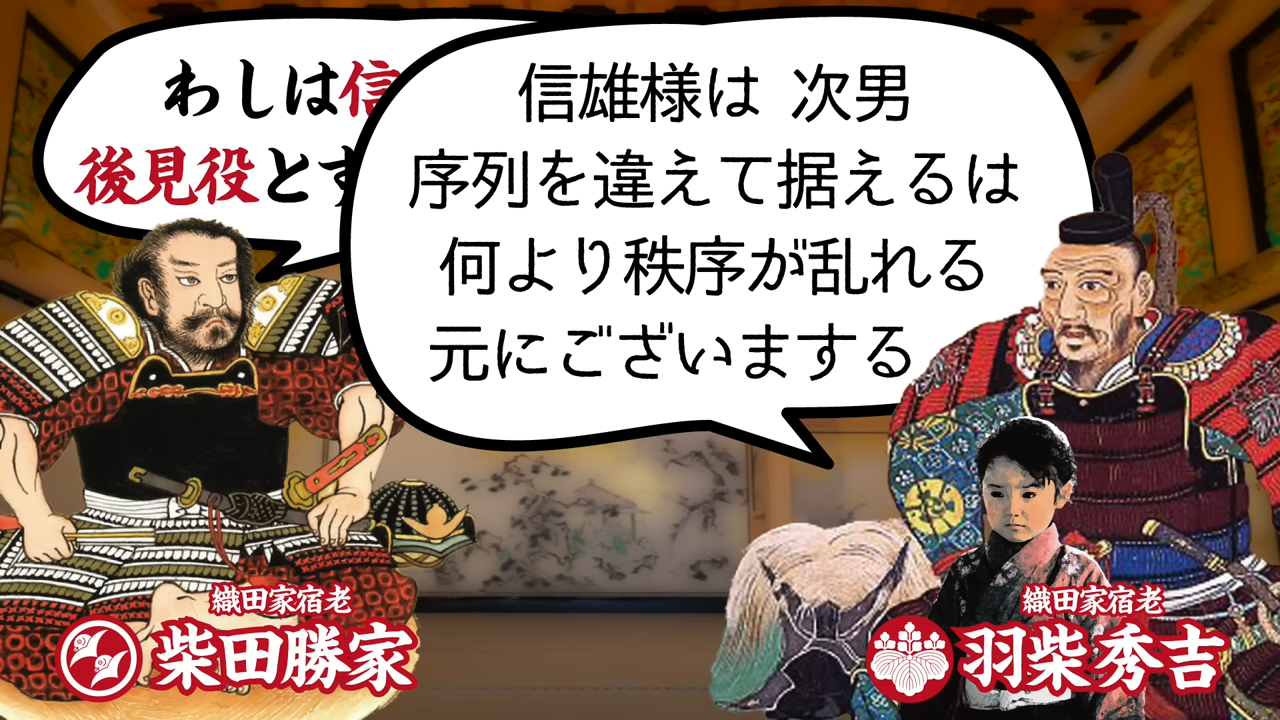 わしは信
後見役とす
信雄様は 次男
序列を違えて据えるは
何より秩序が乱れる
元にございまする
織田家宿老
柴田勝家
織田家宿老
羽柴秀吉